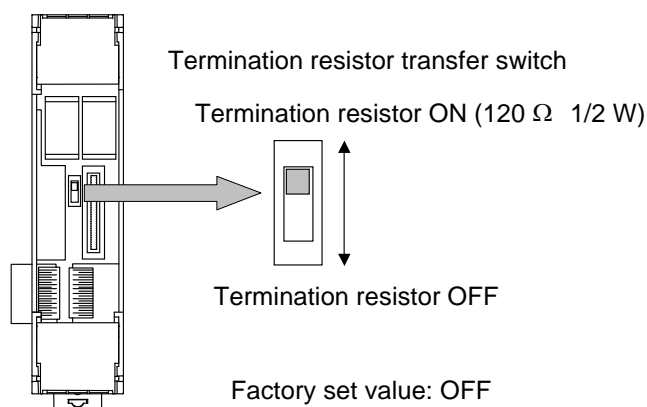 Termination resistor transfer switch
Termination resistor ON (120 Ω 1/2 W)
Termination resistor OFF
Factory set value: OFF